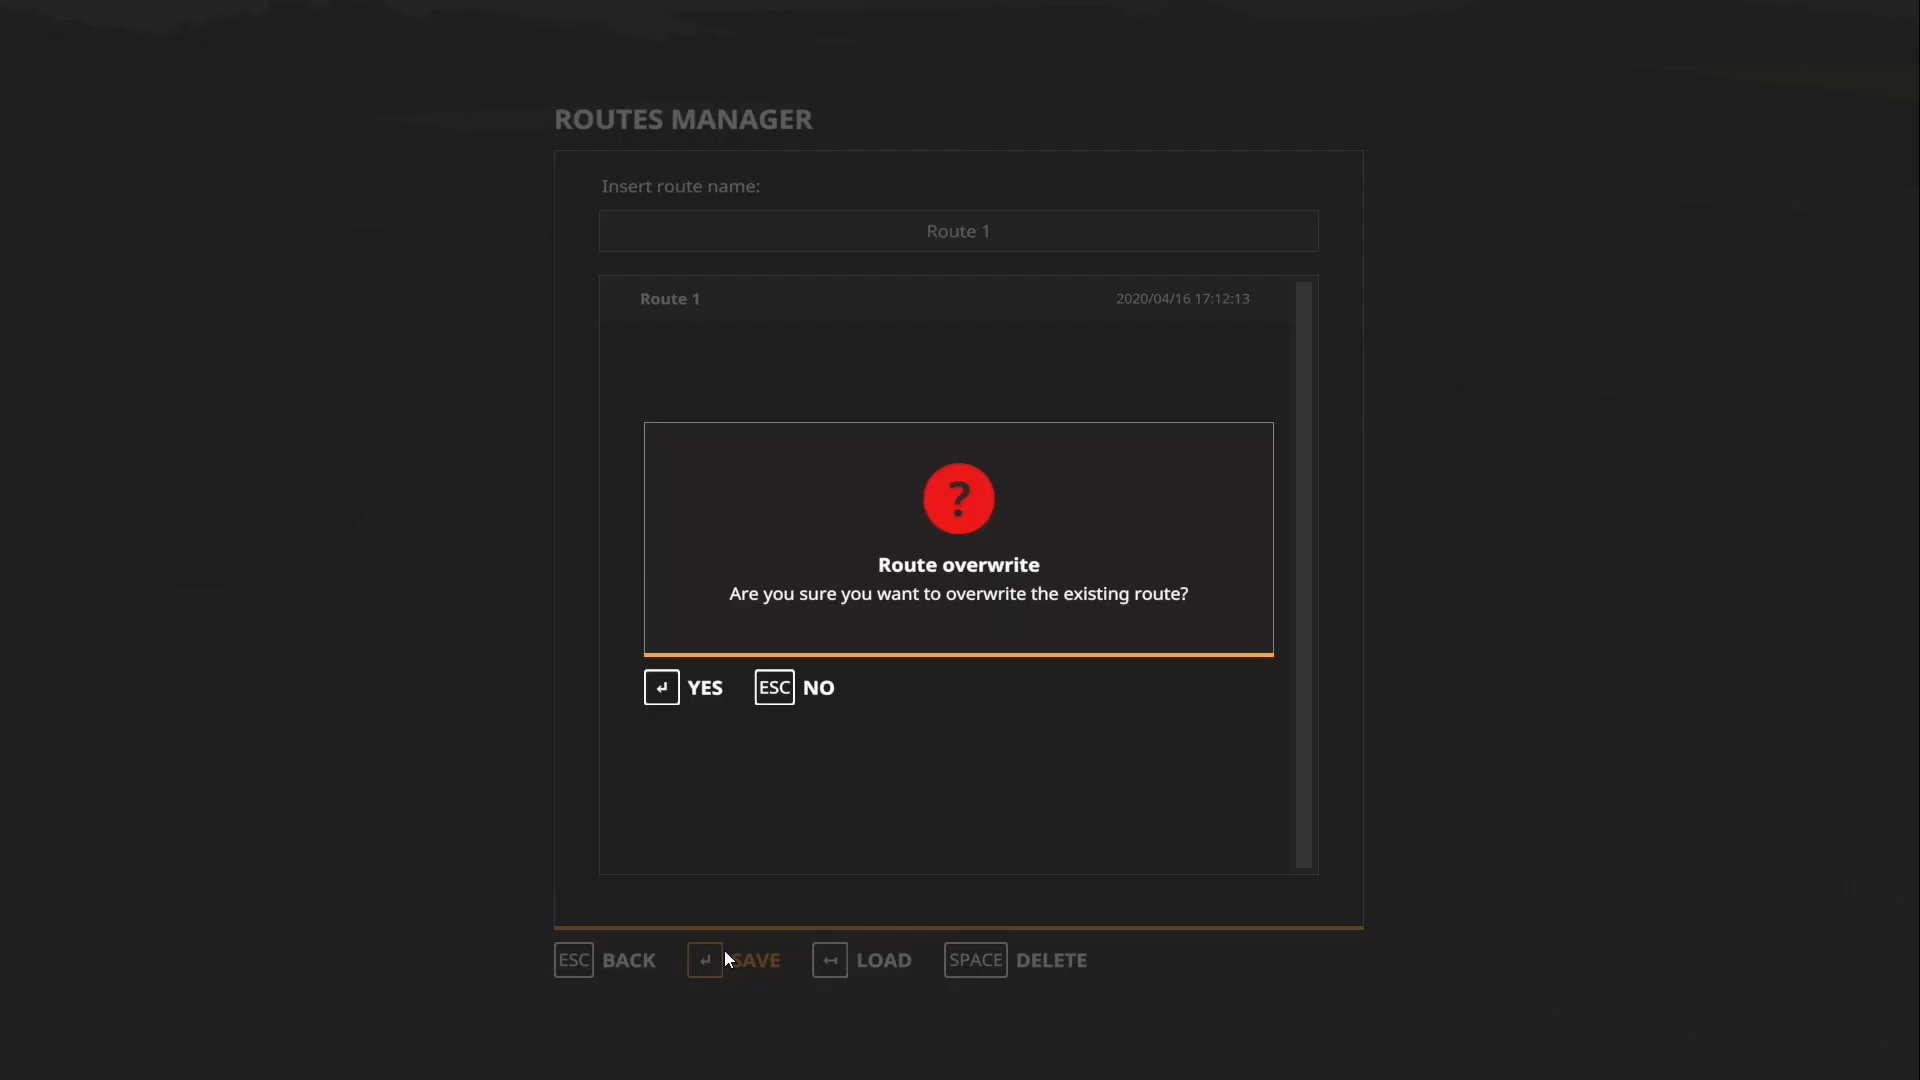 ROUTES MANAGER
Insert route name:
Route 1
Route 1 2020/04/16 17:12:13
?
Route overwrite
Are you sure you want to overwrite the existing route?
↵ YES ESC NO
ESC BACK ↵ SAVE ↤ LOAD SPACE DELETE